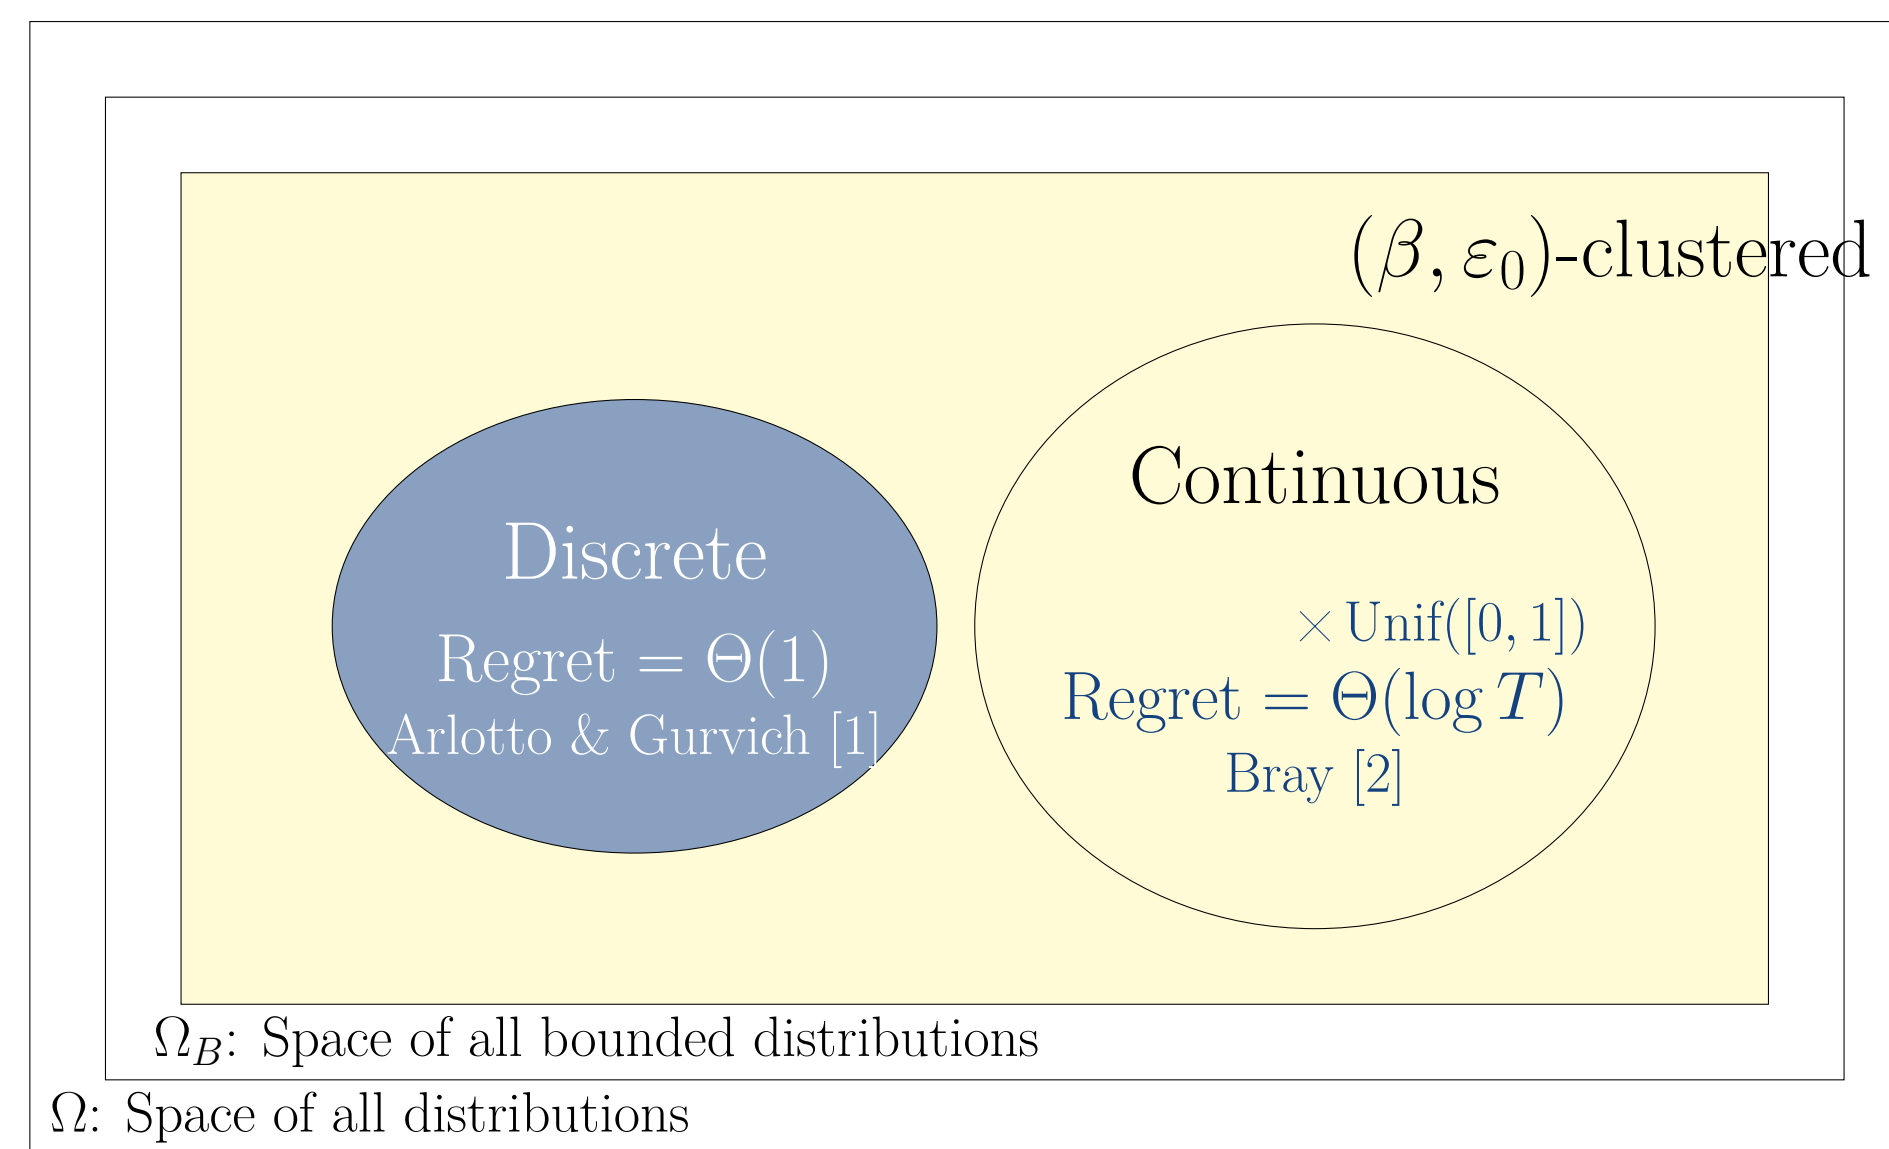 (β, ε₀)-clustered
Continuous
Discrete
× Unif([0, 1])
Regret = Θ(1)
Regret = Θ(log T)
Arlotto & Gurvich [1]
Bray [2]
Ω_B: Space of all bounded distributions
Ω: Space of all distributions